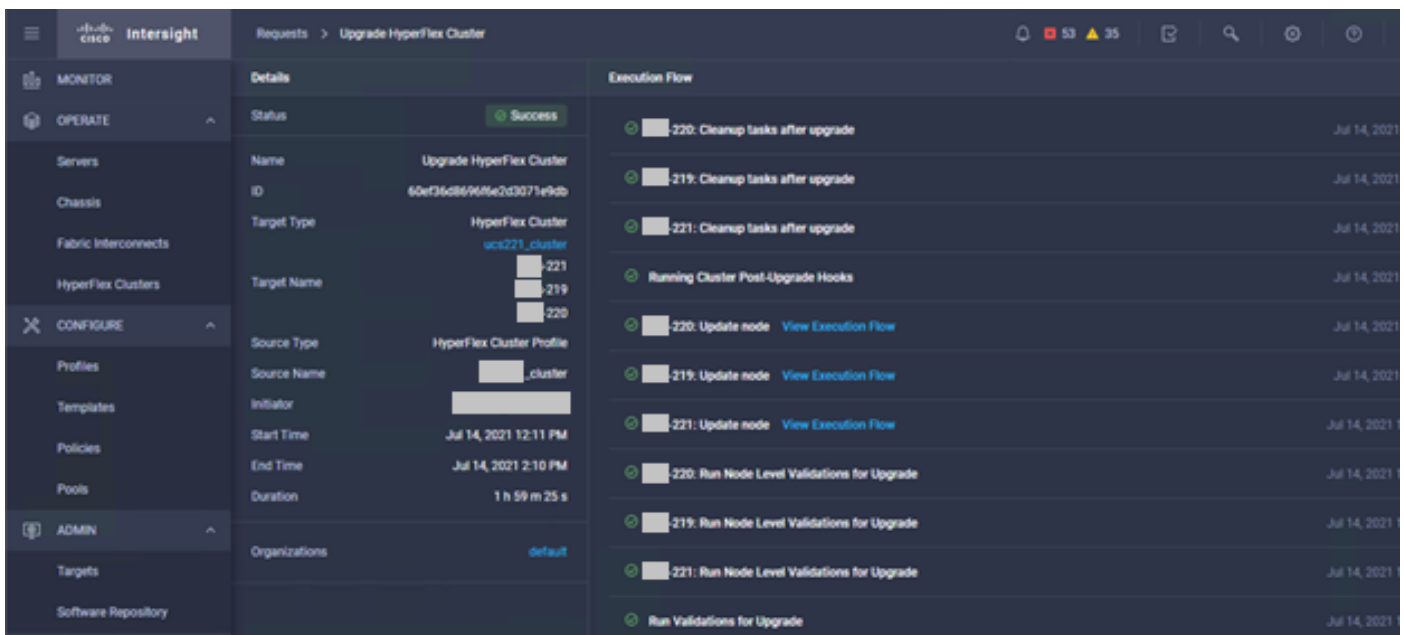 cisco Intersight
Requests > Upgrade HyperFlex Cluster
53 35
MONITOR
OPERATE
Servers
Chassis
Fabric Interconnects
HyperFlex Clusters
CONFIGURE
Profiles
Templates
Policies
Pools
ADMIN
Targets
Software Repository
Details
Status Success
Name Upgrade HyperFlex Cluster
ID 60ef36d8696f6e2d3071e9db
Target Type HyperFlex Cluster
ucs221_cluster
-221
Target Name -219
-220
Source Type HyperFlex Cluster Profile
Source Name _cluster
Initiator
Start Time Jul 14, 2021 12:11 PM
End Time Jul 14, 2021 2:10 PM
Duration 1 h 59 m 25 s
Organizations default
Execution Flow
-220: Cleanup tasks after upgrade Jul 14, 2021
-219: Cleanup tasks after upgrade Jul 14, 2021
-221: Cleanup tasks after upgrade Jul 14, 2021
Running Cluster Post-Upgrade Hooks Jul 14, 2021
-220: Update node View Execution Flow Jul 14, 2021
-219: Update node View Execution Flow Jul 14, 2021
-221: Update node View Execution Flow Jul 14, 2021 1
-220: Run Node Level Validations for Upgrade Jul 14, 2021 1
-219: Run Node Level Validations for Upgrade Jul 14, 2021 1
-221: Run Node Level Validations for Upgrade Jul 14, 2021 1
Run Validations for Upgrade Jul 14, 2021 1